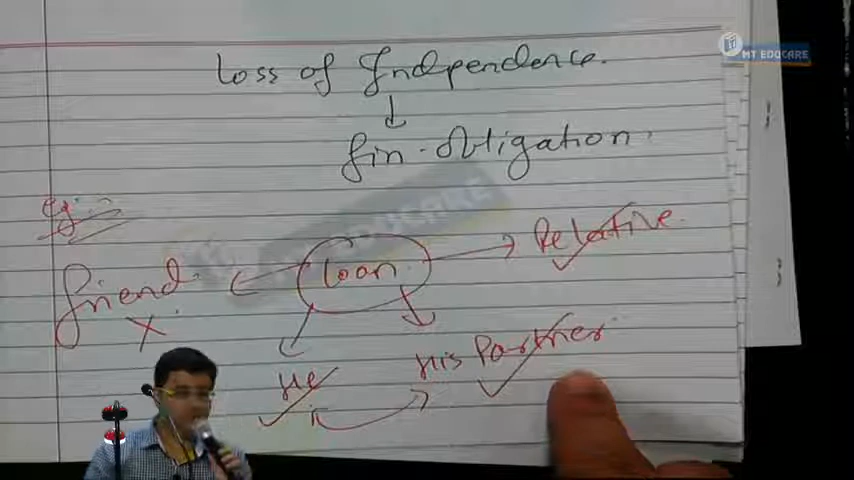 MT EDUCARE
Loss of Independence.
fin. Obligation.
Eg:-
Relative.
friend. loan.
His Partner
He